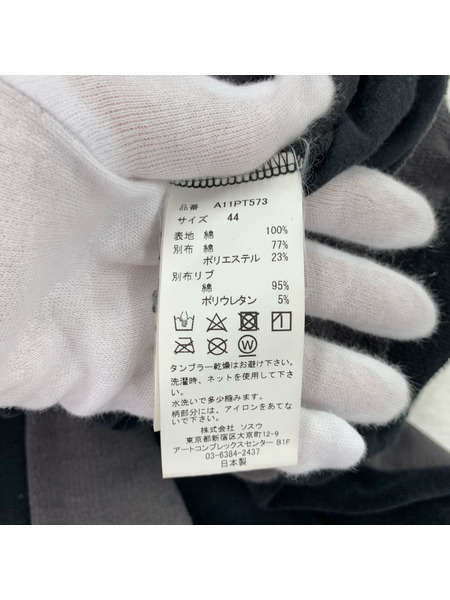 品番 A11PT573
サイズ 44
表地 綿 100%
別布 綿 77%
ポリエステル 23%
別布リブ
綿 95%
ポリウレタン 5%
W
タンブラー乾燥はお避け下さい。
洗濯時、ネットを使用して下さい。
水洗いで多少縮みます。
柄部分には、アイロンをあてな
いで下さい。
株式会社 ソスウ
東京都新宿区大京町12-9
アートコンプレックスセンター B1F
03-6384-2437
日本製